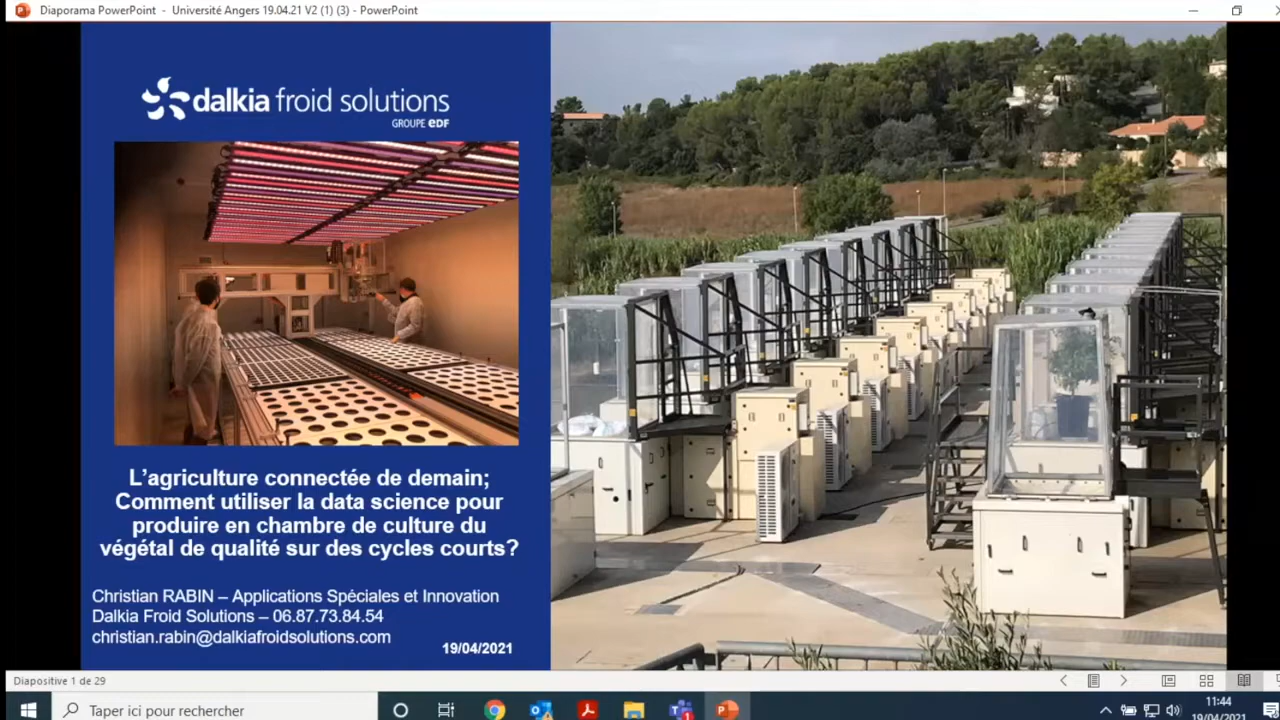 Diaporama PowerPoint - Université Angers 19.04.21 V2 (1) (3) - PowerPoint
dalkia froid solutions
GROUPE eDF
L'agriculture connectée de demain;
Comment utiliser la data science pour
produire en chambre de culture du
végétal de qualité sur des cycles courts?
Christian RABIN – Applications Spéciales et Innovation
Dalkia Froid Solutions – 06.87.73.84.54
christian.rabin@dalkiafroidsolutions.com
19/04/2021
Diapositive 1 de 29
Taper ici pour rechercher
1
11:44
19/04/2021